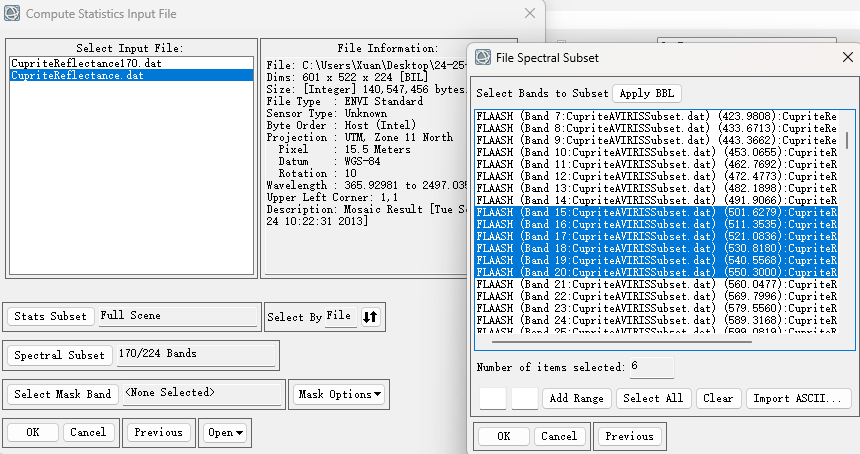 Compute Statistics Input File
Select Input File:
CupriteReflectance170.dat
CupriteReflectance.dat
File Information:
File: C:\Users\Xuan\Desktop\24-25-
Dims: 601 x 522 x 224 [BIL]
Size: [Integer] 140,547,456 bytes.
File Type : ENVI Standard
Sensor Type: Unknown
Byte Order : Host (Intel)
Projection : UTM, Zone 11 North
Pixel : 15.5 Meters
Datum : WGS-84
Rotation : 10
Wavelength : 365.92981 to 2497.035
Upper Left Corner: 1,1
Description: Mosaic Result [Tue Se
24 10:22:31 2013]
Stats Subset Full Scene
Select By File
Spectral Subset 170/224 Bands
Select Mask Band <None Selected>
Mask Options
OK Cancel Previous Open
File Spectral Subset
Select Bands to Subset Apply BBL
FLAASH (Band 7:CupriteAVIRISSubset.dat) (423.9808):CupriteRe
FLAASH (Band 8:CupriteAVIRISSubset.dat) (433.6713):CupriteRe
FLAASH (Band 9:CupriteAVIRISSubset.dat) (443.3662):CupriteRe
FLAASH (Band 10:CupriteAVIRISSubset.dat) (453.0655):CupriteR
FLAASH (Band 11:CupriteAVIRISSubset.dat) (462.7692):CupriteR
FLAASH (Band 12:CupriteAVIRISSubset.dat) (472.4773):CupriteR
FLAASH (Band 13:CupriteAVIRISSubset.dat) (482.1898):CupriteR
FLAASH (Band 14:CupriteAVIRISSubset.dat) (491.9066):CupriteR
FLAASH (Band 15:CupriteAVIRISSubset.dat) (501.6279):CupriteR
FLAASH (Band 16:CupriteAVIRISSubset.dat) (511.3535):CupriteR
FLAASH (Band 17:CupriteAVIRISSubset.dat) (521.0836):CupriteR
FLAASH (Band 18:CupriteAVIRISSubset.dat) (530.8180):CupriteR
FLAASH (Band 19:CupriteAVIRISSubset.dat) (540.5568):CupriteR
FLAASH (Band 20:CupriteAVIRISSubset.dat) (550.3000):CupriteR
FLAASH (Band 21:CupriteAVIRISSubset.dat) (560.0477):CupriteR
FLAASH (Band 22:CupriteAVIRISSubset.dat) (569.7996):CupriteR
FLAASH (Band 23:CupriteAVIRISSubset.dat) (579.5560):CupriteR
FLAASH (Band 24:CupriteAVIRISSubset.dat) (589.3168):CupriteR
FLAASH (Band 25:CupriteAVIRISSubset.dat) (599.0819):CupriteR
Number of items selected: 6
Add Range Select All Clear Import ASCII...
OK Cancel Previous